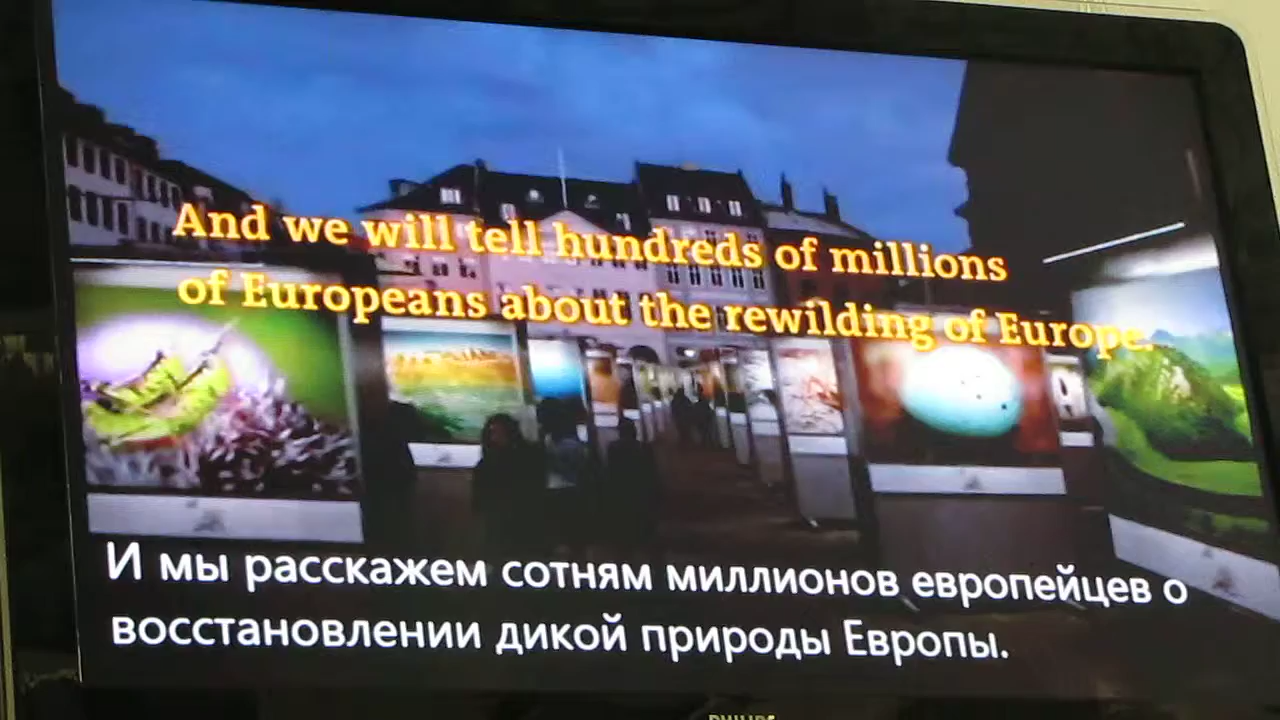 And we will tell hundreds of millions
of Europeans about the rewilding of Europe.
И мы расскажем сотням миллионов европейцев о
восстановлении дикой природы Европы.
PHILIPS